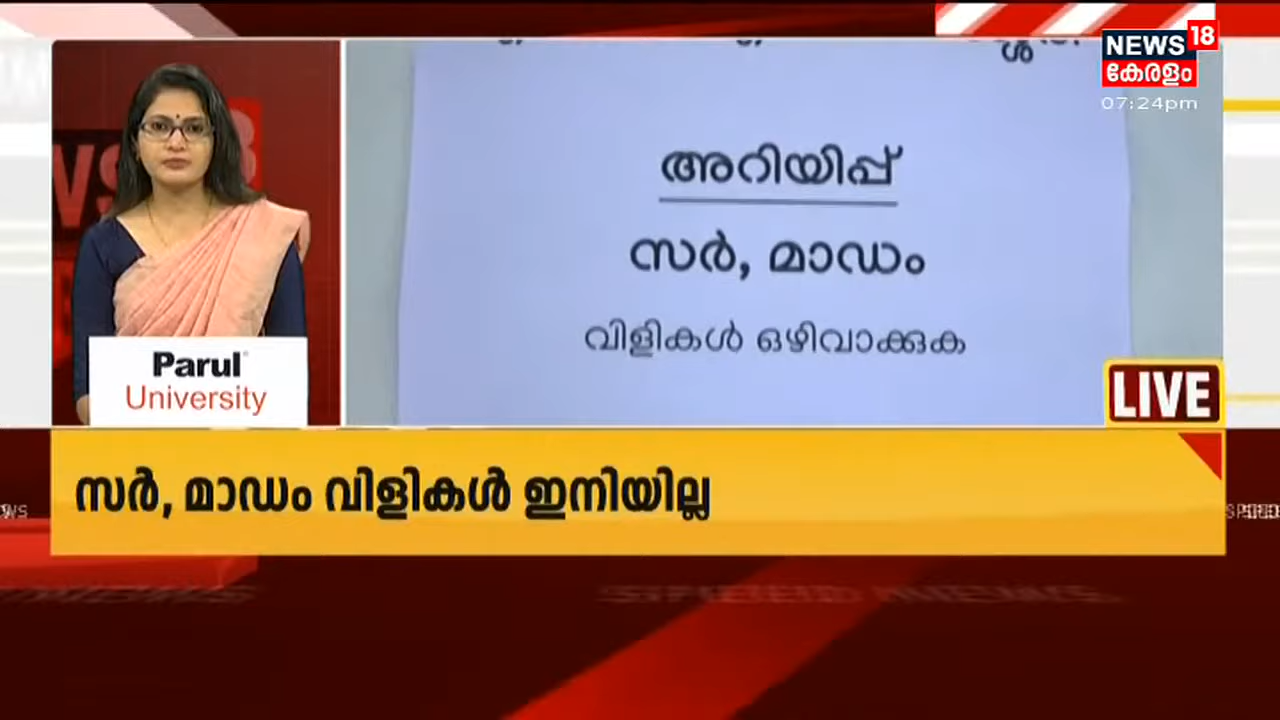 NEWS 18
കേരളം
07:24pm
അറിയിപ്പ്
സർ, മാഡം
വിളികൾ ഒഴിവാക്കുക
Parul
University
LIVE
സർ, മാഡം വിളികൾ ഇനിയില്ല